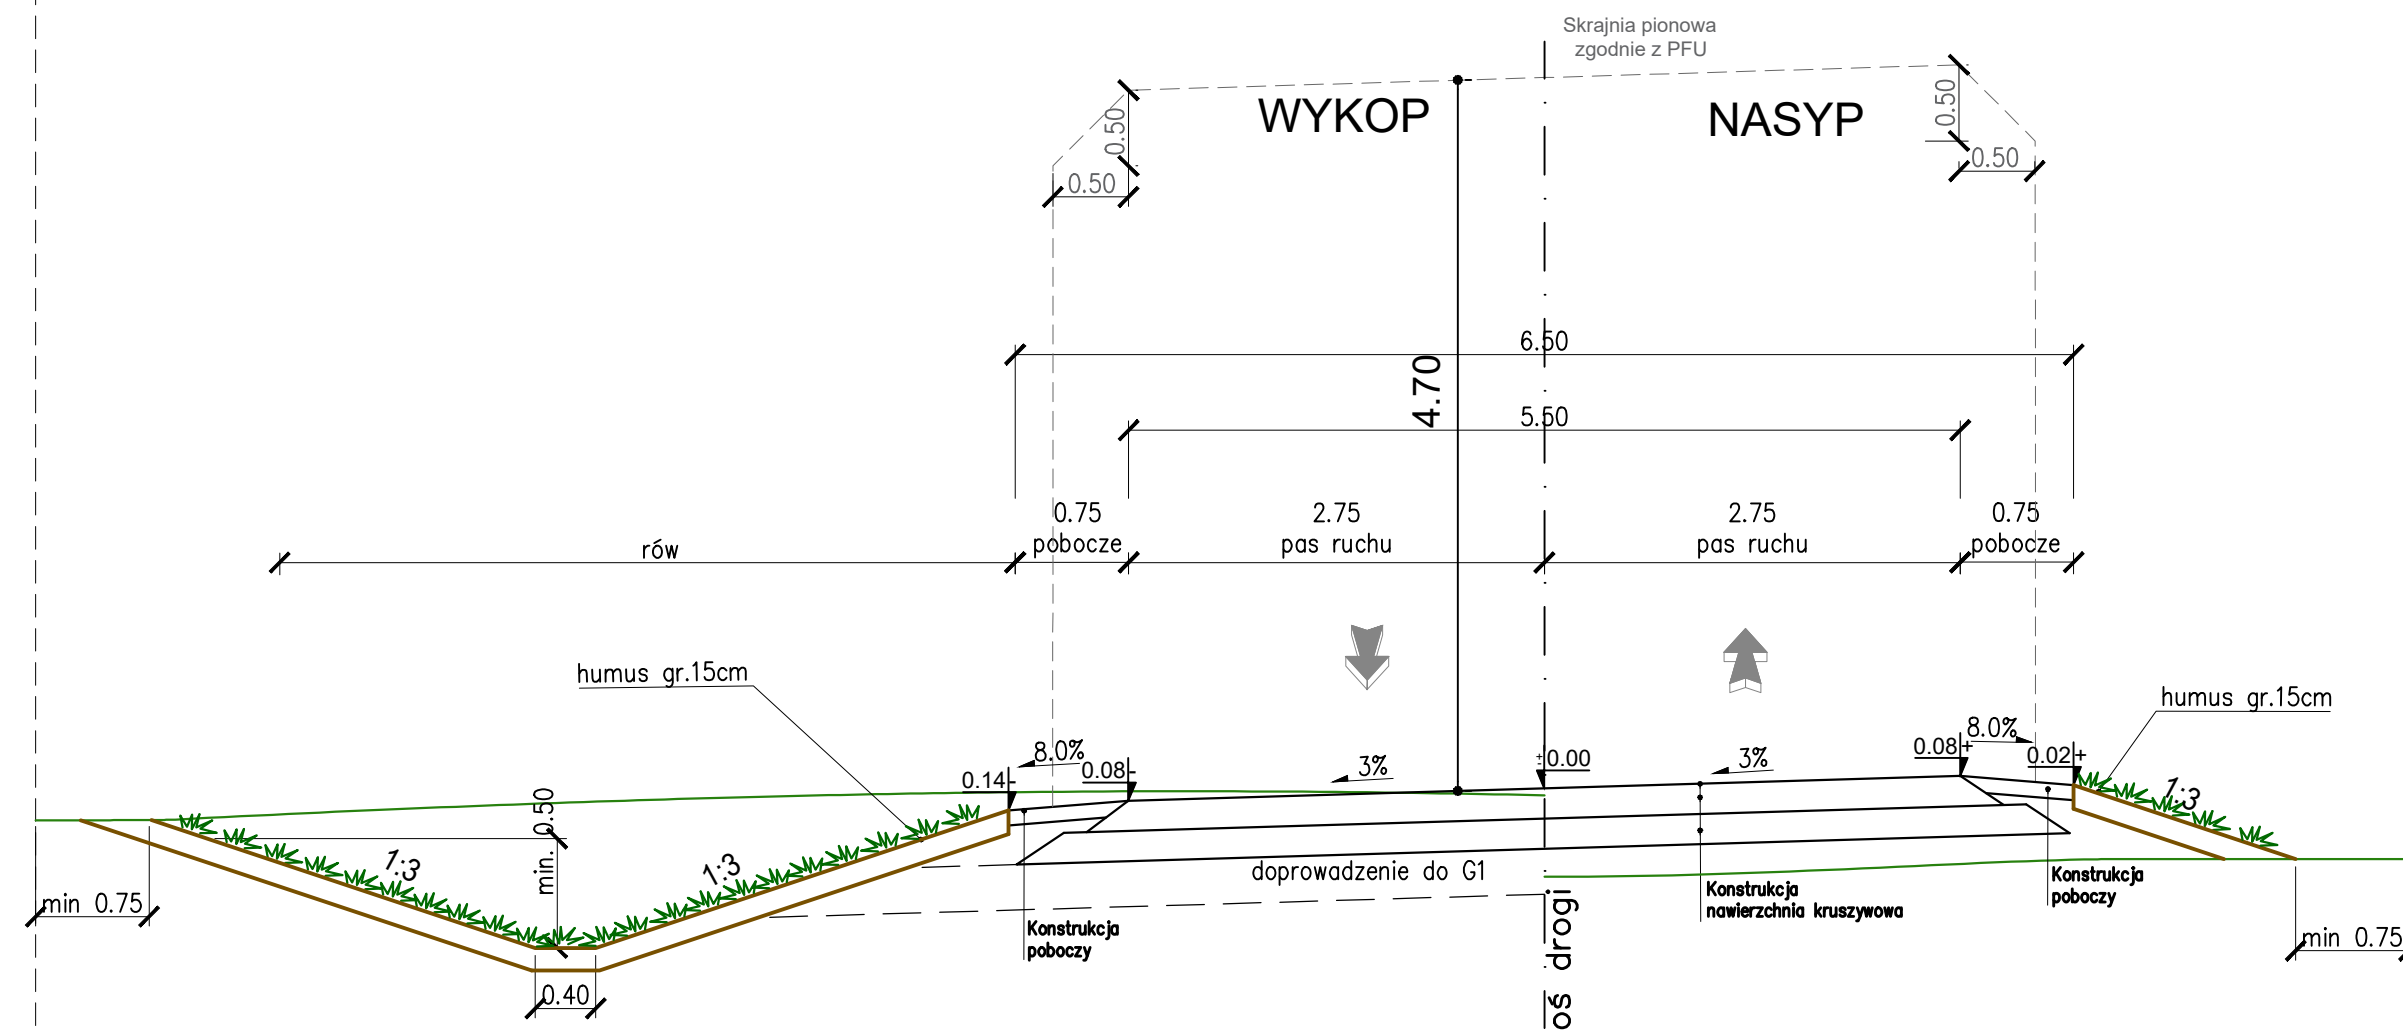 Skrajnia pionowa
zgodnie z PFU
WYKOP
NASYP
0.50
0.50
0.50
0.50
6.50
4.70
5.50
0.75
2.75
2.75
0.75
rów
pobocze
pas ruchu
pas ruchu
pobocze
humus gr.15cm
humus gr.15cm
8.0%
0.14-
0.08-
3%
±0.00
3%
0.08+
8.0%
0.02+
1:3
min. 0.50
1:3
1:3
min 0.75
doprowadzenie do G1
Konstrukcja
nawierzchnia kruszywowa
Konstrukcja
poboczy
Konstrukcja
poboczy
min 0.75
0.40
oś drogi